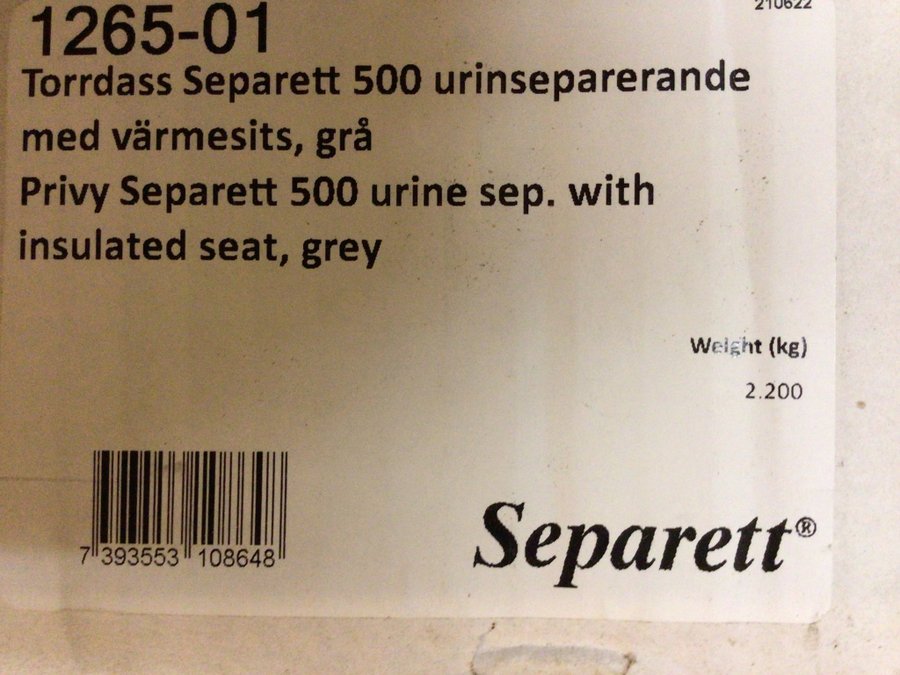 210622
1265-01
Torrdass Separett 500 urinseparerande
med värmesits, grå
Privy Separett 500 urine sep. with
insulated seat, grey
Weight (kg)
2.200
7 393553 108648
Separett®